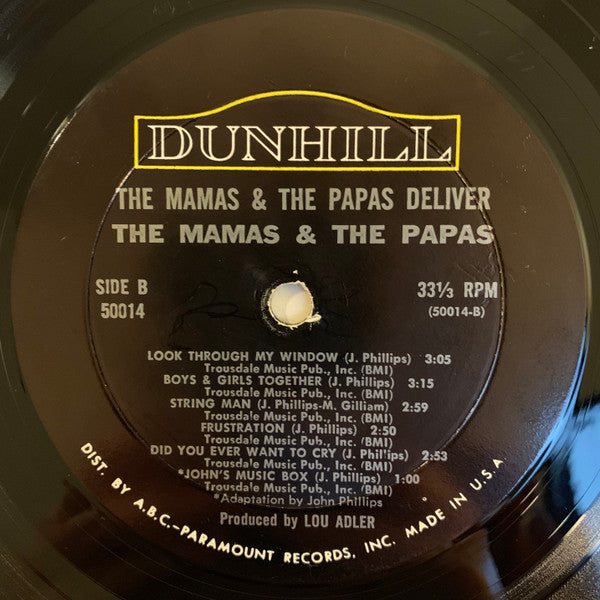 DUNHILL
THE MAMAS & THE PAPAS DELIVER
THE MAMAS & THE PAPAS
SIDE B
50014
33⅓ RPM
(50014-B)
LOOK THROUGH MY WINDOW (J. Phillips) 3:05
Trousdale Music Pub., Inc. (BMI)
BOYS & GIRLS TOGETHER (J. Phillips) 3:15
Trousdale Music Pub., Inc. (BMI)
STRING MAN (J. Phillips-M. Gilliam) 2:59
Trousdale Music Pub., Inc. (BMI)
FRUSTRATION (J. Phillips) 2:50
Trousdale Music Pub., Inc. (BMI)
DID YOU EVER WANT TO CRY (J. Phillips) 2:53
Trousdale Music Pub., Inc. (BMI)
*JOHN'S MUSIC BOX (J. Phillips) 1:00
Trousdale Music Pub., Inc. (BMI)
*Adaptation by John Phillips
Produced by LOU ADLER
DIST. BY A.B.C.-PARAMOUNT RECORDS, INC. MADE IN U.S.A.